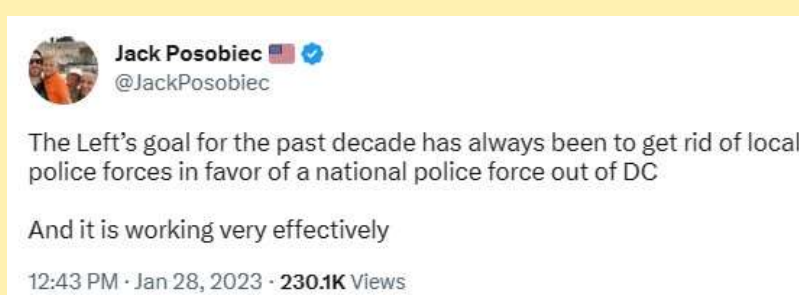 Jack Posobiec 🇺🇸
@JackPosobiec
The Left's goal for the past decade has always been to get rid of local
police forces in favor of a national police force out of DC
And it is working very effectively
12:43 PM · Jan 28, 2023 · 230.1K Views